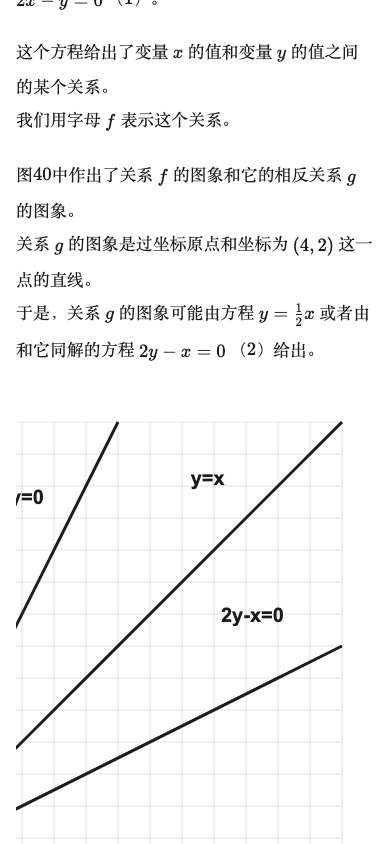 2x − y = 0 （1）。
这个方程给出了变量 x 的值和变量 y 的值之间
的某个关系。
我们用字母 f 表示这个关系。
图40中作出了关系 f 的图象和它的相反关系 g
的图象。
关系 g 的图象是过坐标原点和坐标为 (4, 2) 这一
点的直线。
于是，关系 g 的图象可能由方程 y = 1/2 x 或者由
和它同解的方程 2y − x = 0 （2）给出。
y=x
y=0
2y-x=0